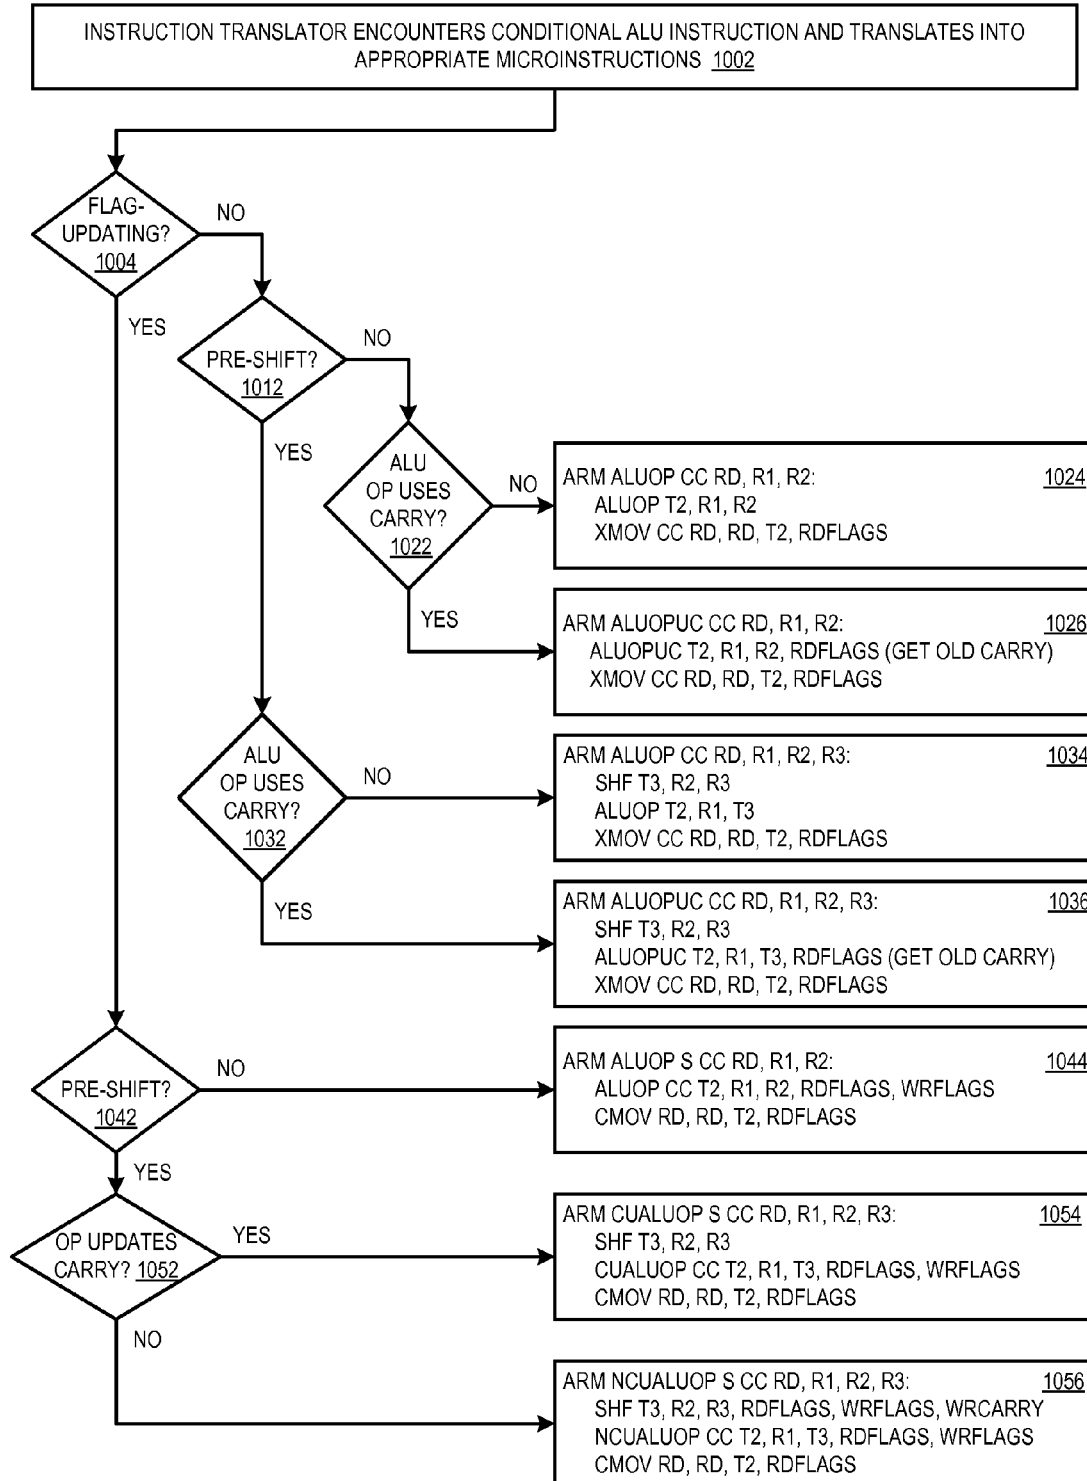 INSTRUCTION TRANSLATOR ENCOUNTERS CONDITIONAL ALU INSTRUCTION AND TRANSLATES INTO
APPROPRIATE MICROINSTRUCTIONS 1002
FLAG-
UPDATING?
1004
NO
YES
PRE-SHIFT?
1012
NO
YES
ALU
OP USES
CARRY?
1022
NO
YES
ARM ALUOP CC RD, R1, R2: 1024
ALUOP T2, R1, R2
XMOV CC RD, RD, T2, RDFLAGS
ARM ALUOPUC CC RD, R1, R2: 1026
ALUOPUC T2, R1, R2, RDFLAGS (GET OLD CARRY)
XMOV CC RD, RD, T2, RDFLAGS
ALU
OP USES
CARRY?
1032
NO
YES
ARM ALUOP CC RD, R1, R2, R3: 1034
SHF T3, R2, R3
ALUOP T2, R1, T3
XMOV CC RD, RD, T2, RDFLAGS
ARM ALUOPUC CC RD, R1, R2, R3: 1036
SHF T3, R2, R3
ALUOPUC T2, R1, T3, RDFLAGS (GET OLD CARRY)
XMOV CC RD, RD, T2, RDFLAGS
PRE-SHIFT?
1042
NO
YES
ARM ALUOP S CC RD, R1, R2: 1044
ALUOP CC T2, R1, R2, RDFLAGS, WRFLAGS
CMOV RD, RD, T2, RDFLAGS
OP UPDATES
CARRY? 1052
YES
NO
ARM CUALUOP S CC RD, R1, R2, R3: 1054
SHF T3, R2, R3
CUALUOP CC T2, R1, T3, RDFLAGS, WRFLAGS
CMOV RD, RD, T2, RDFLAGS
ARM NCUALUOP S CC RD, R1, R2, R3: 1056
SHF T3, R2, R3, RDFLAGS, WRFLAGS, WRCARRY
NCUALUOP CC T2, R1, T3, RDFLAGS, WRFLAGS
CMOV RD, RD, T2, RDFLAGS